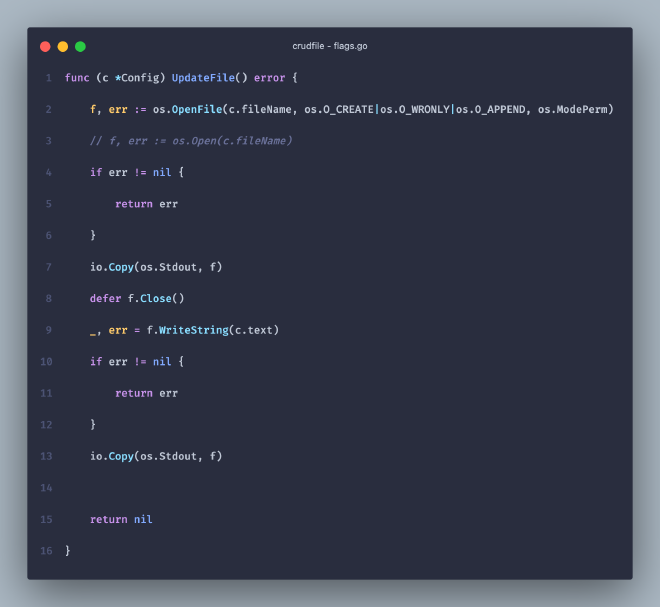 crudfile - flags.go
1 func (c *Config) UpdateFile() error {
2     f, err := os.OpenFile(c.fileName, os.O_CREATE|os.O_WRONLY|os.O_APPEND, os.ModePerm)
3     // f, err := os.Open(c.fileName)
4     if err != nil {
5         return err
6     }
7     io.Copy(os.Stdout, f)
8     defer f.Close()
9     _, err = f.WriteString(c.text)
10     if err != nil {
11         return err
12     }
13     io.Copy(os.Stdout, f)
14
15     return nil
16 }